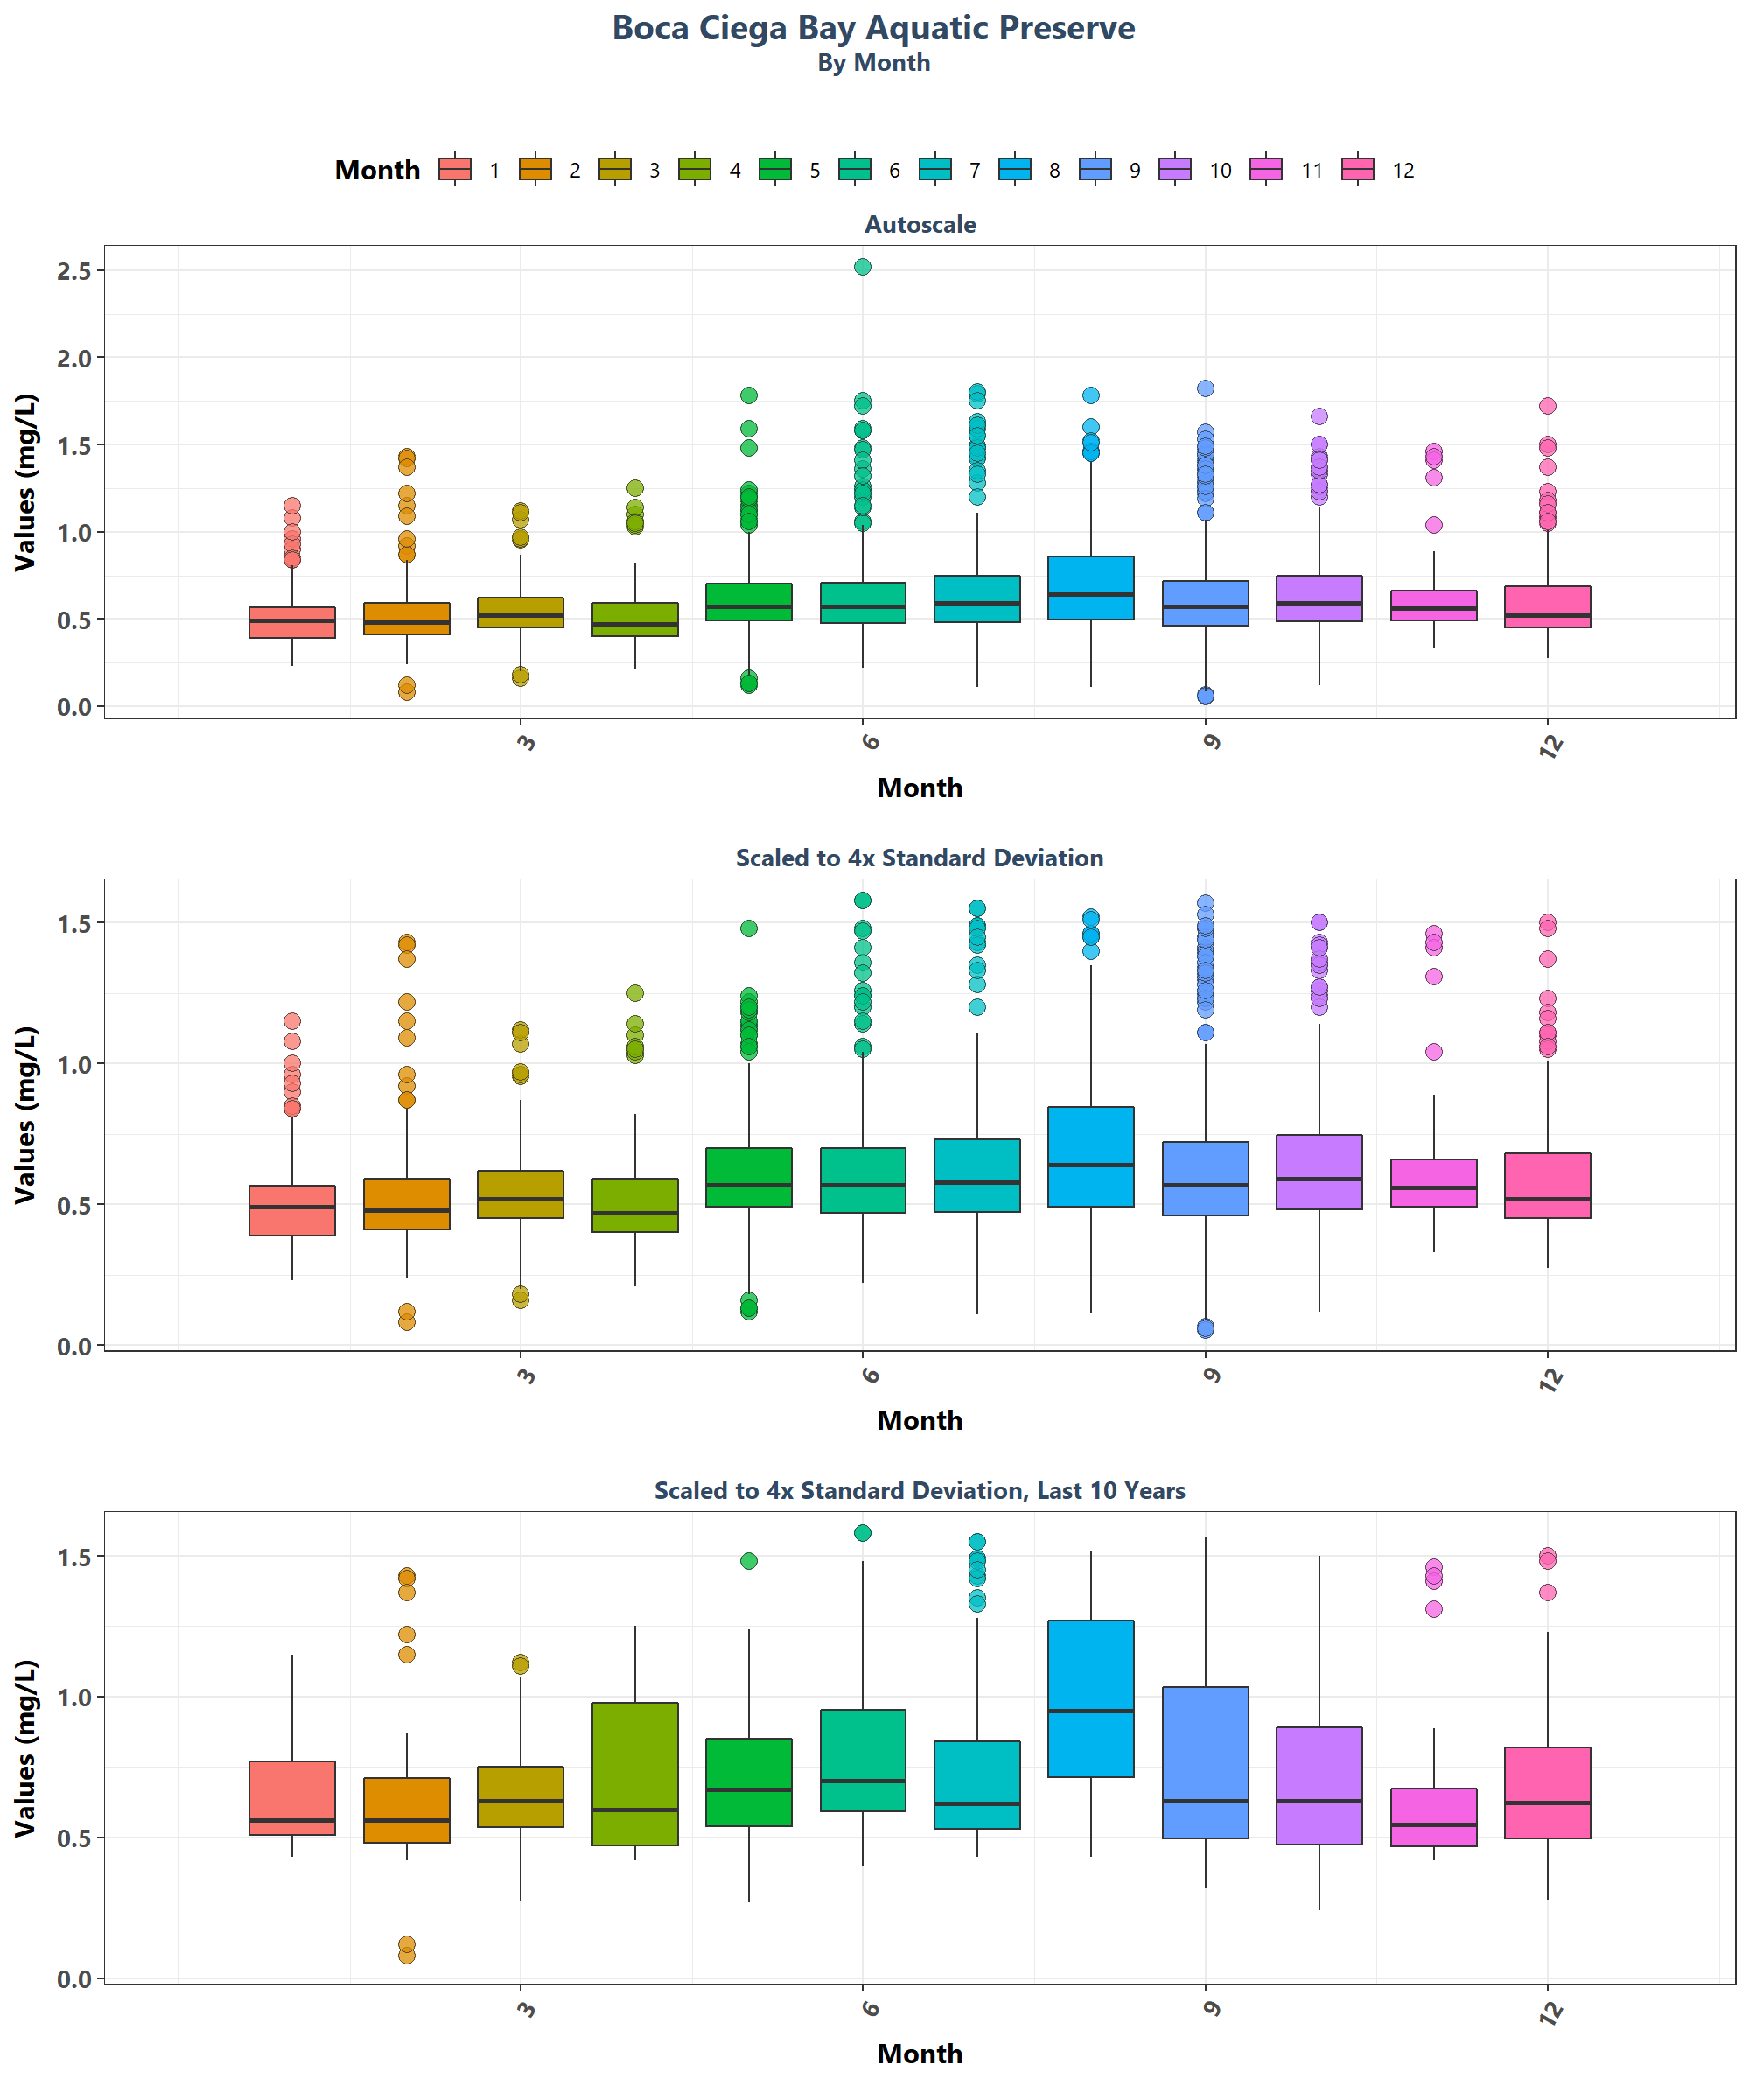 Boca Ciega Bay Aquatic Preserve
By Month
Month 1 2 3 4 5 6 7 8 9 10 11 12
Autoscale
Values (mg/L)
2.5
2.0
1.5
1.0
0.5
0.0
3 6 9 12
Month
Scaled to 4x Standard Deviation
Values (mg/L)
1.5
1.0
0.5
0.0
3 6 9 12
Month
Scaled to 4x Standard Deviation, Last 10 Years
Values (mg/L)
1.5
1.0
0.5
0.0
3 6 9 12
Month